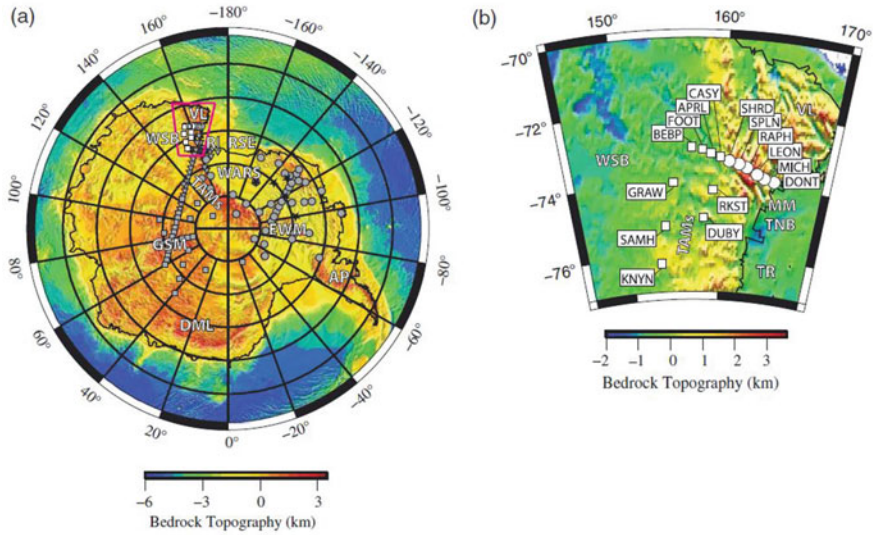 (a)
180°
160°
-160°
140°
-140°
120°
-120°
100°
-100°
80°
-80°
60°
-60°
40°
-40°
20°
-20°
0°
VL
WSB
RI
RSE
WARS
TAMs
GSM
EWM
AP
DML
-6 -3 0 3
Bedrock Topography (km)
(b)
150°
160°
170°
-70°
-72°
-74°
-76°
CASY
APRL
SHRD
FOOT
SPLN
BEBP
RAPH
LEON
MICH
DONT
VL
WSB
GRAW
RKST
MM
TNB
SAMH
TAMs
DUBY
KNYN
TR
-2 -1 0 1 2 3
Bedrock Topography (km)